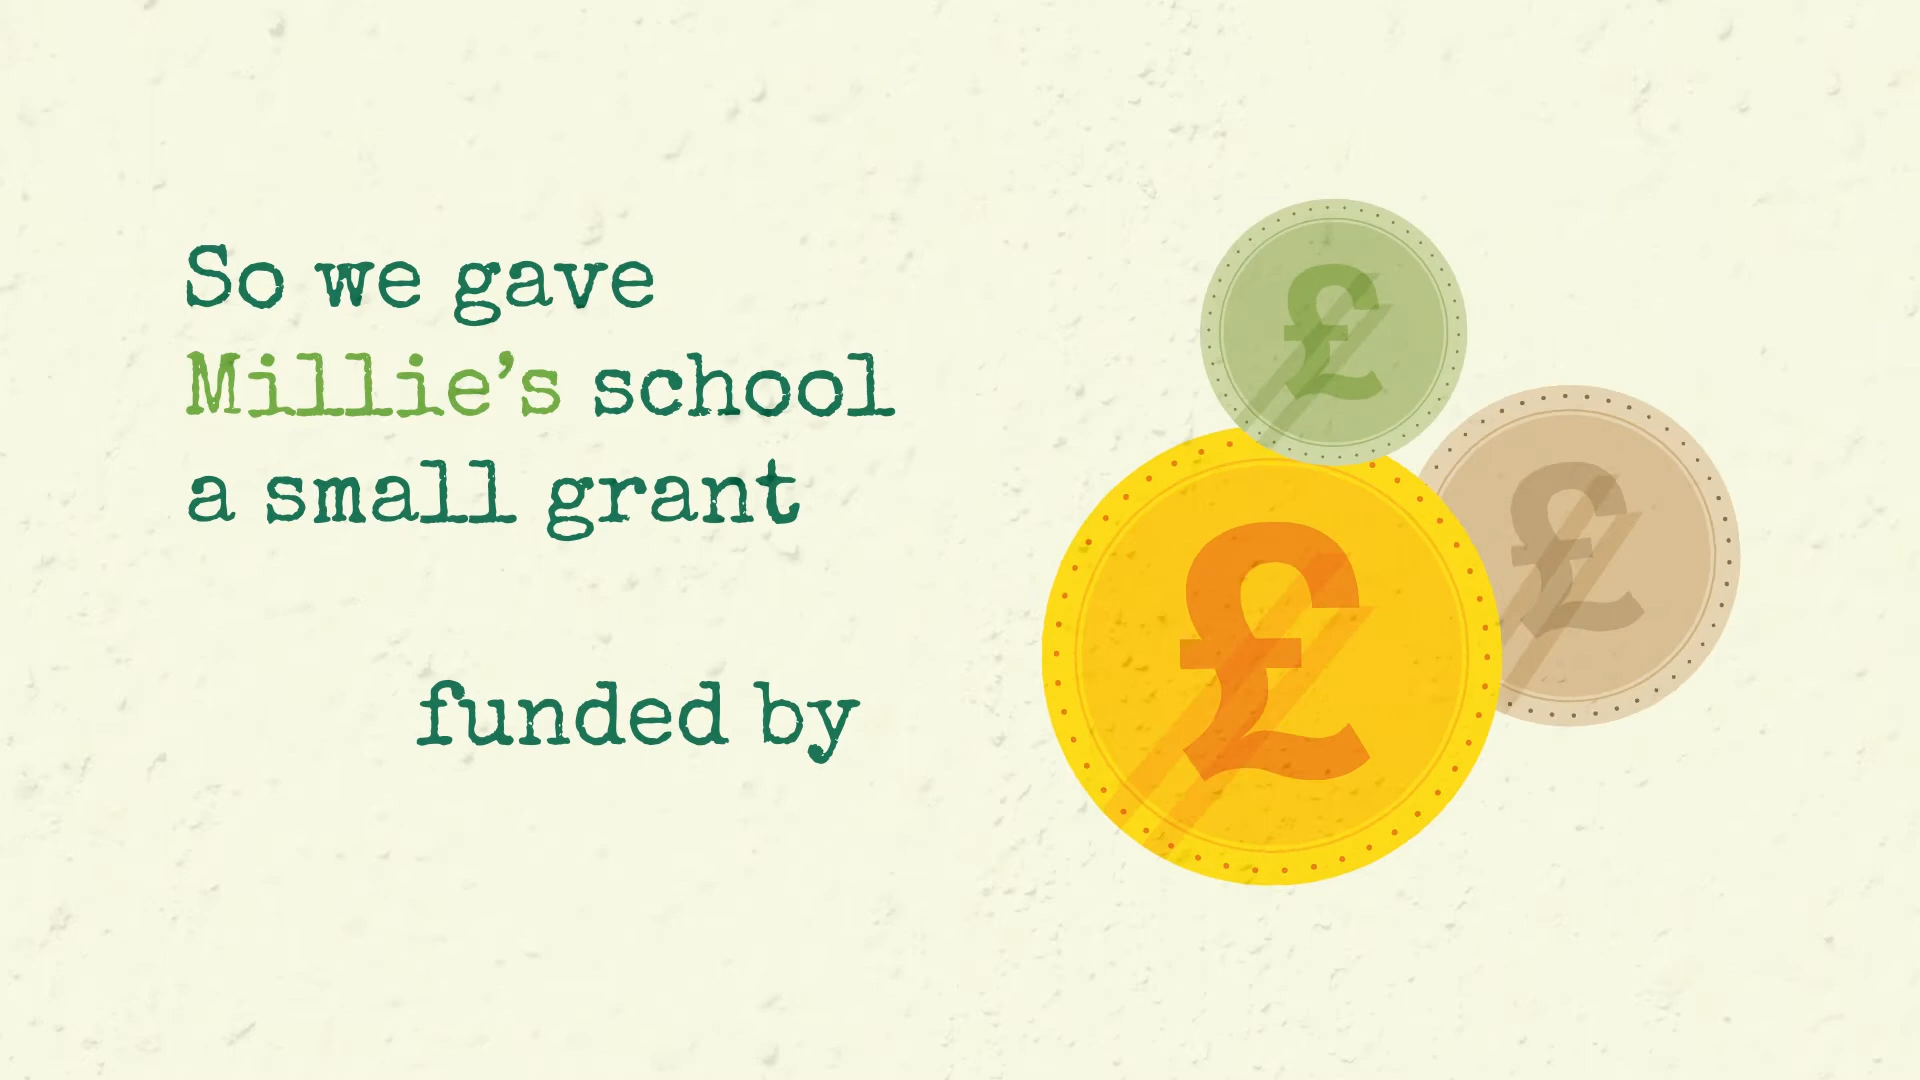 So we gave
Millie’s school
a small grant
funded by
£
£
£